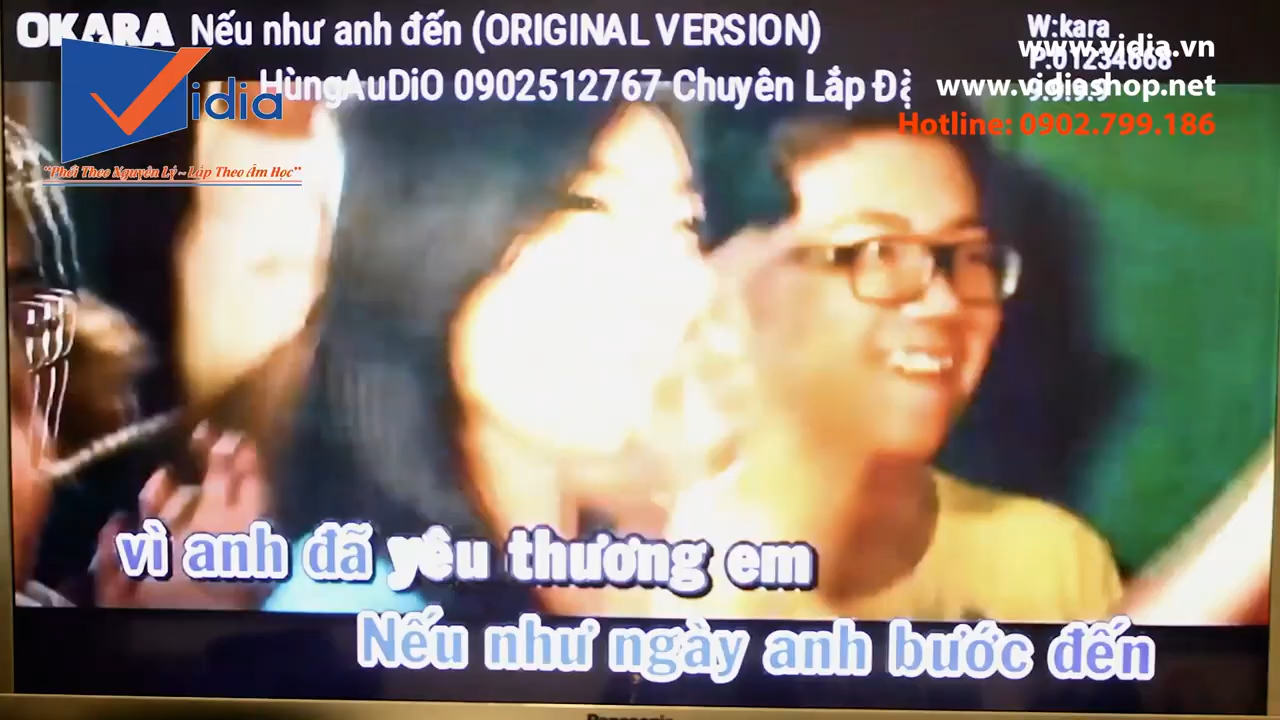 OKARA Nếu như anh đến (ORIGINAL VERSION)
W:kara
www.vidia.vn
P:01234668
HùngAuDiO 0902512767 Chuyên Lắp
www.vidiashop.net
Hotline: 0902.799.186
Vidia
"Phối Theo Nguyên Lý ~ Lắp Theo Âm Học"
vì anh đã yêu thương em
Nếu như ngày anh bước đến
Panasonic